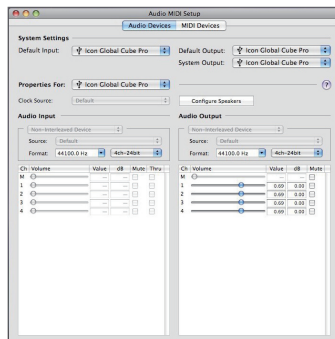 Audio MIDI Setup
Audio Devices MIDI Devices
System Settings
Default Input: Icon Global Cube Pro Default Output: Icon Global Cube Pro
System Output: Icon Global Cube Pro
Properties For: Icon Global Cube Pro ?
Clock Source: Default Configure Speakers
Audio Input Audio Output
Non-Interleaved Device Non-Interleaved Device
Source: Default Source: Default
Format: 44100.0 Hz 4ch-24bit Format: 44100.0 Hz 4ch-24bit
Ch Volume Value dB Mute Thru Ch Volume Value dB Mute
M -- -- M -- --
1 -- -- 1 0.69 0.00
2 -- -- 2 0.69 0.00
3 -- -- 3 0.69 0.00
4 -- -- 4 0.69 0.00